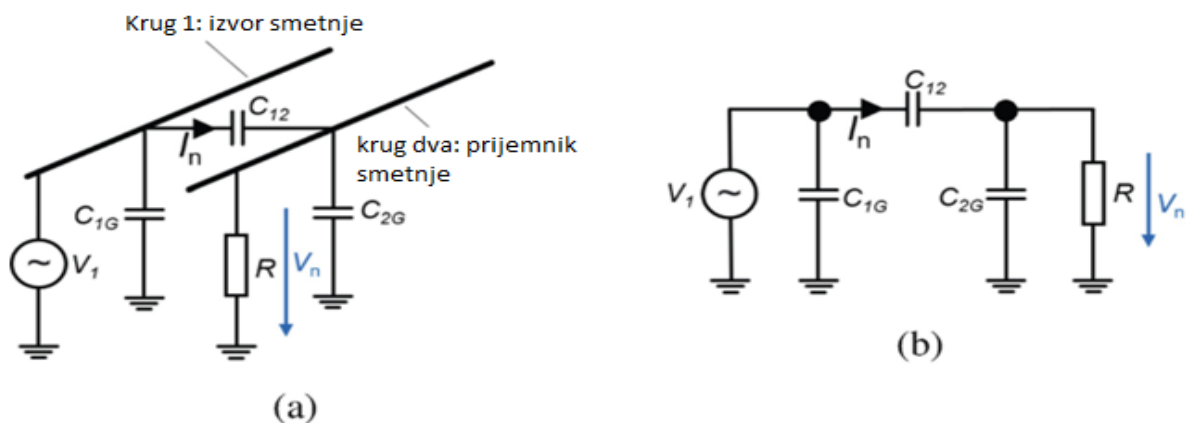 Krug 1: izvor smetnje
C12
In
krug dva: prijemnik
smetnje
C1G
C2G
V1
R
Vn
(a)
C12
In
V1
C1G
C2G
R
Vn
(b)